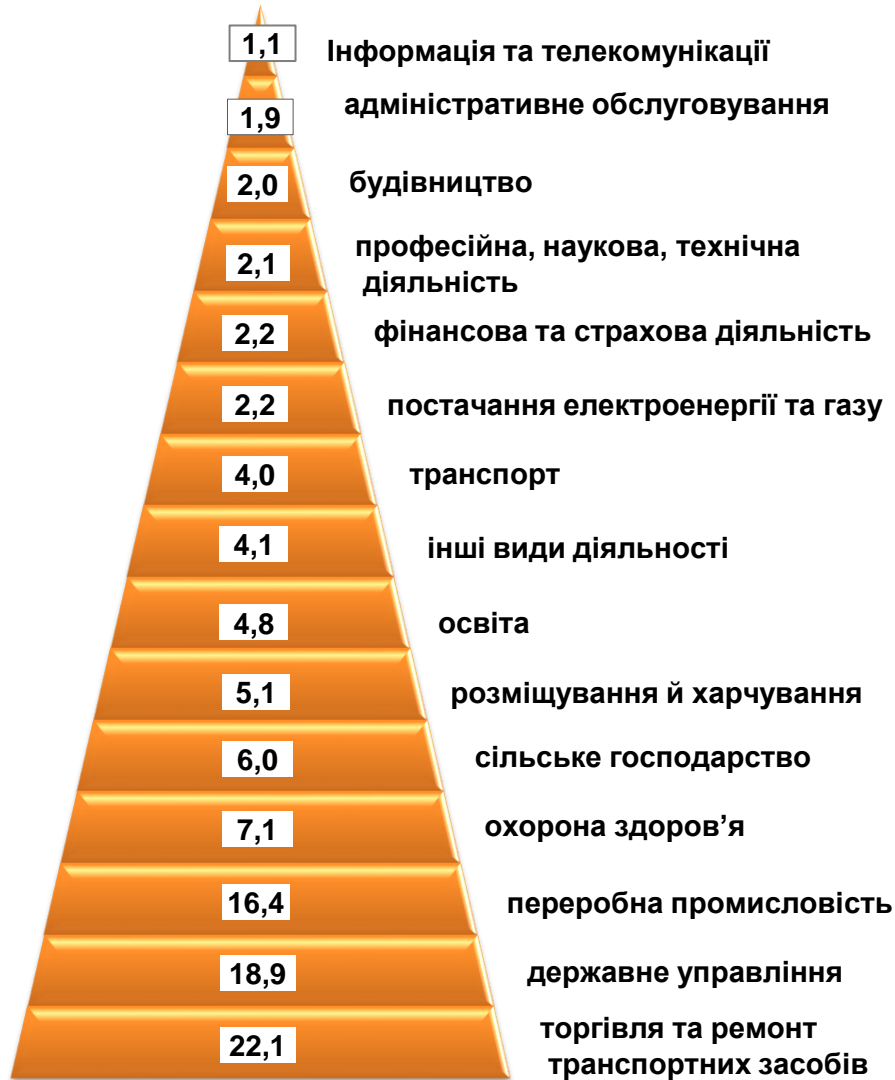 1,1
Інформація та телекомунікації
1,9
адміністративне обслуговування
2,0
будівництво
2,1
професійна, наукова, технічна
діяльність
2,2
фінансова та страхова діяльність
2,2
постачання електроенергії та газу
4,0
транспорт
4,1
інші види діяльності
4,8
освіта
5,1
розміщування й харчування
6,0
сільське господарство
7,1
охорона здоров’я
16,4
переробна промисловість
18,9
державне управління
22,1
торгівля та ремонт
транспортних засобів